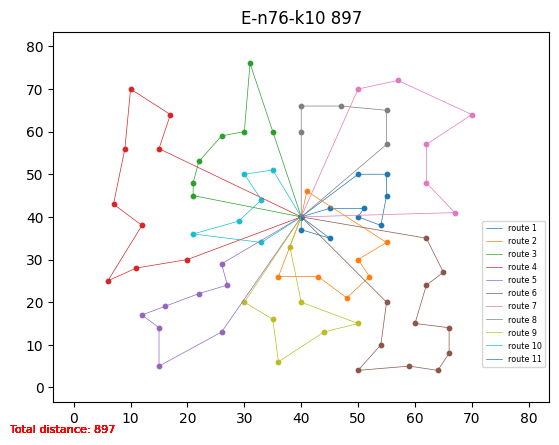 E-n76-k10 897
80
70
60
50
40
30
20
10
0
0 10 20 30 40 50 60 70 80
route 1
route 2
route 3
route 4
route 5
route 6
route 7
route 8
route 9
route 10
route 11
Total distance: 897